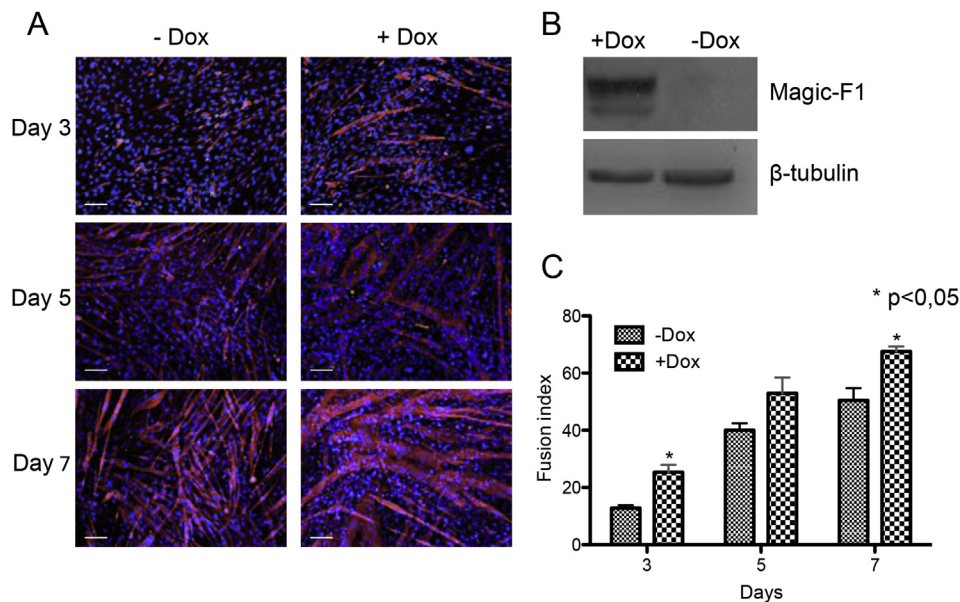 A
- Dox
+ Dox
Day 3
Day 5
Day 7
B
+Dox
-Dox
Magic-F1
β-tubulin
C
* p<0,05
80
60
40
20
0
Fusion index
-Dox
+Dox
*
*
3
5
7
Days